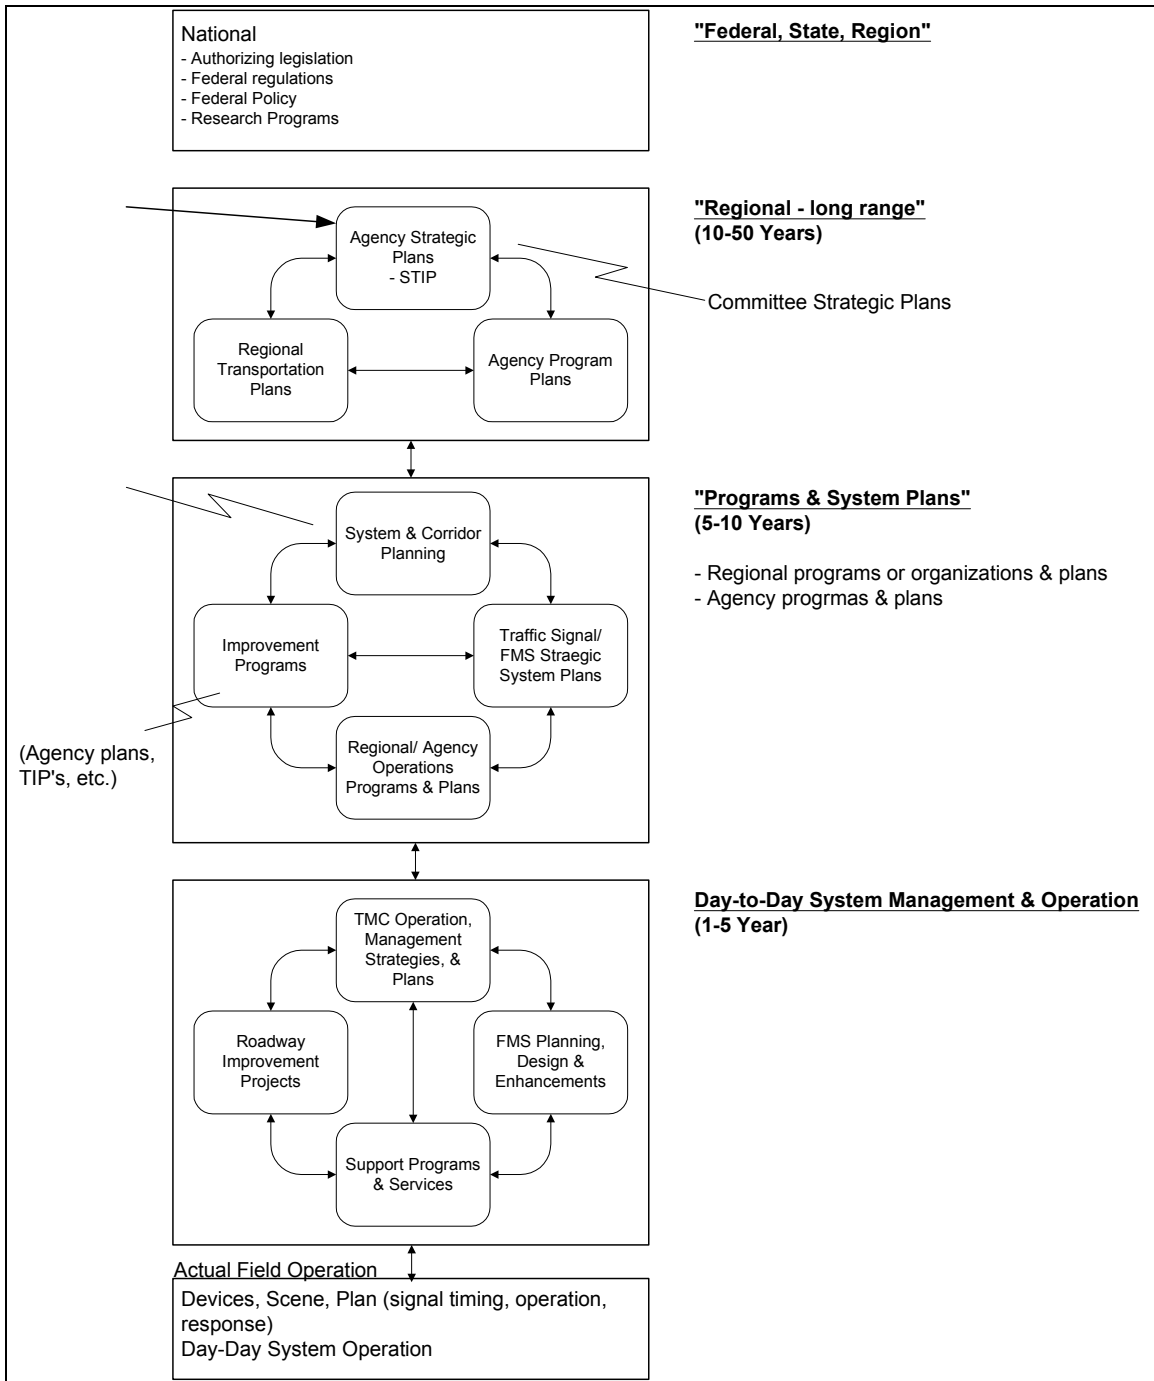 National
- Authorizing legislation
- Federal regulations
- Federal Policy
- Research Programs
"Federal, State, Region"
"Regional - long range"
(10-50 Years)
Agency Strategic
Plans
- STIP
Committee Strategic Plans
Regional
Transportation
Plans
Agency Program
Plans
"Programs & System Plans"
(5-10 Years)
- Regional programs or organizations & plans
- Agency progrmas & plans
System & Corridor
Planning
Improvement
Programs
Traffic Signal/
FMS Straegic
System Plans
(Agency plans,
TIP's, etc.)
Regional/ Agency
Operations
Programs & Plans
Day-to-Day System Management & Operation
(1-5 Year)
TMC Operation,
Management
Strategies, &
Plans
Roadway
Improvement
Projects
FMS Planning,
Design &
Enhancements
Support Programs
& Services
Actual Field Operation
Devices, Scene, Plan (signal timing, operation,
response)
Day-Day System Operation